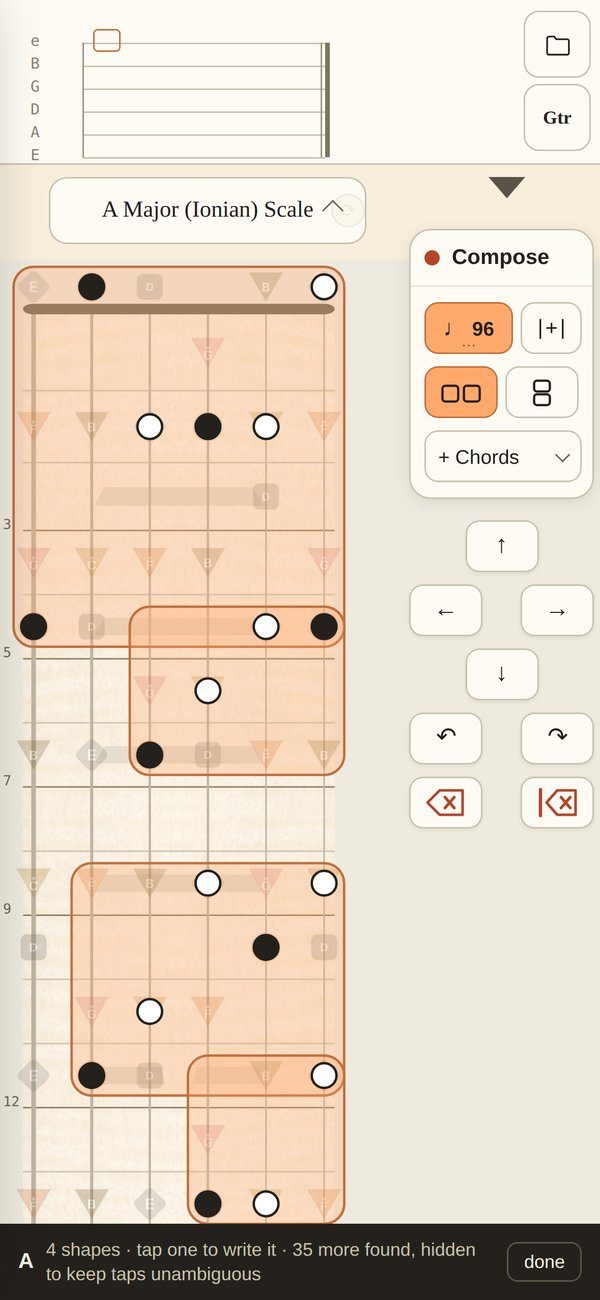 e
B
G
D
A
E
Gtr
A Major (Ionian) Scale
Compose
♩ 96
...
|+|
+ Chords
↑
← →
↓
↶ ↷
E D B
G
F B F
D
3
G C F B G
D
5
G
B E D F B
7
C F B G
9
D D
G F
E D B
12
G
F B E F
A
4 shapes · tap one to write it · 35 more found, hidden
to keep taps unambiguous
done